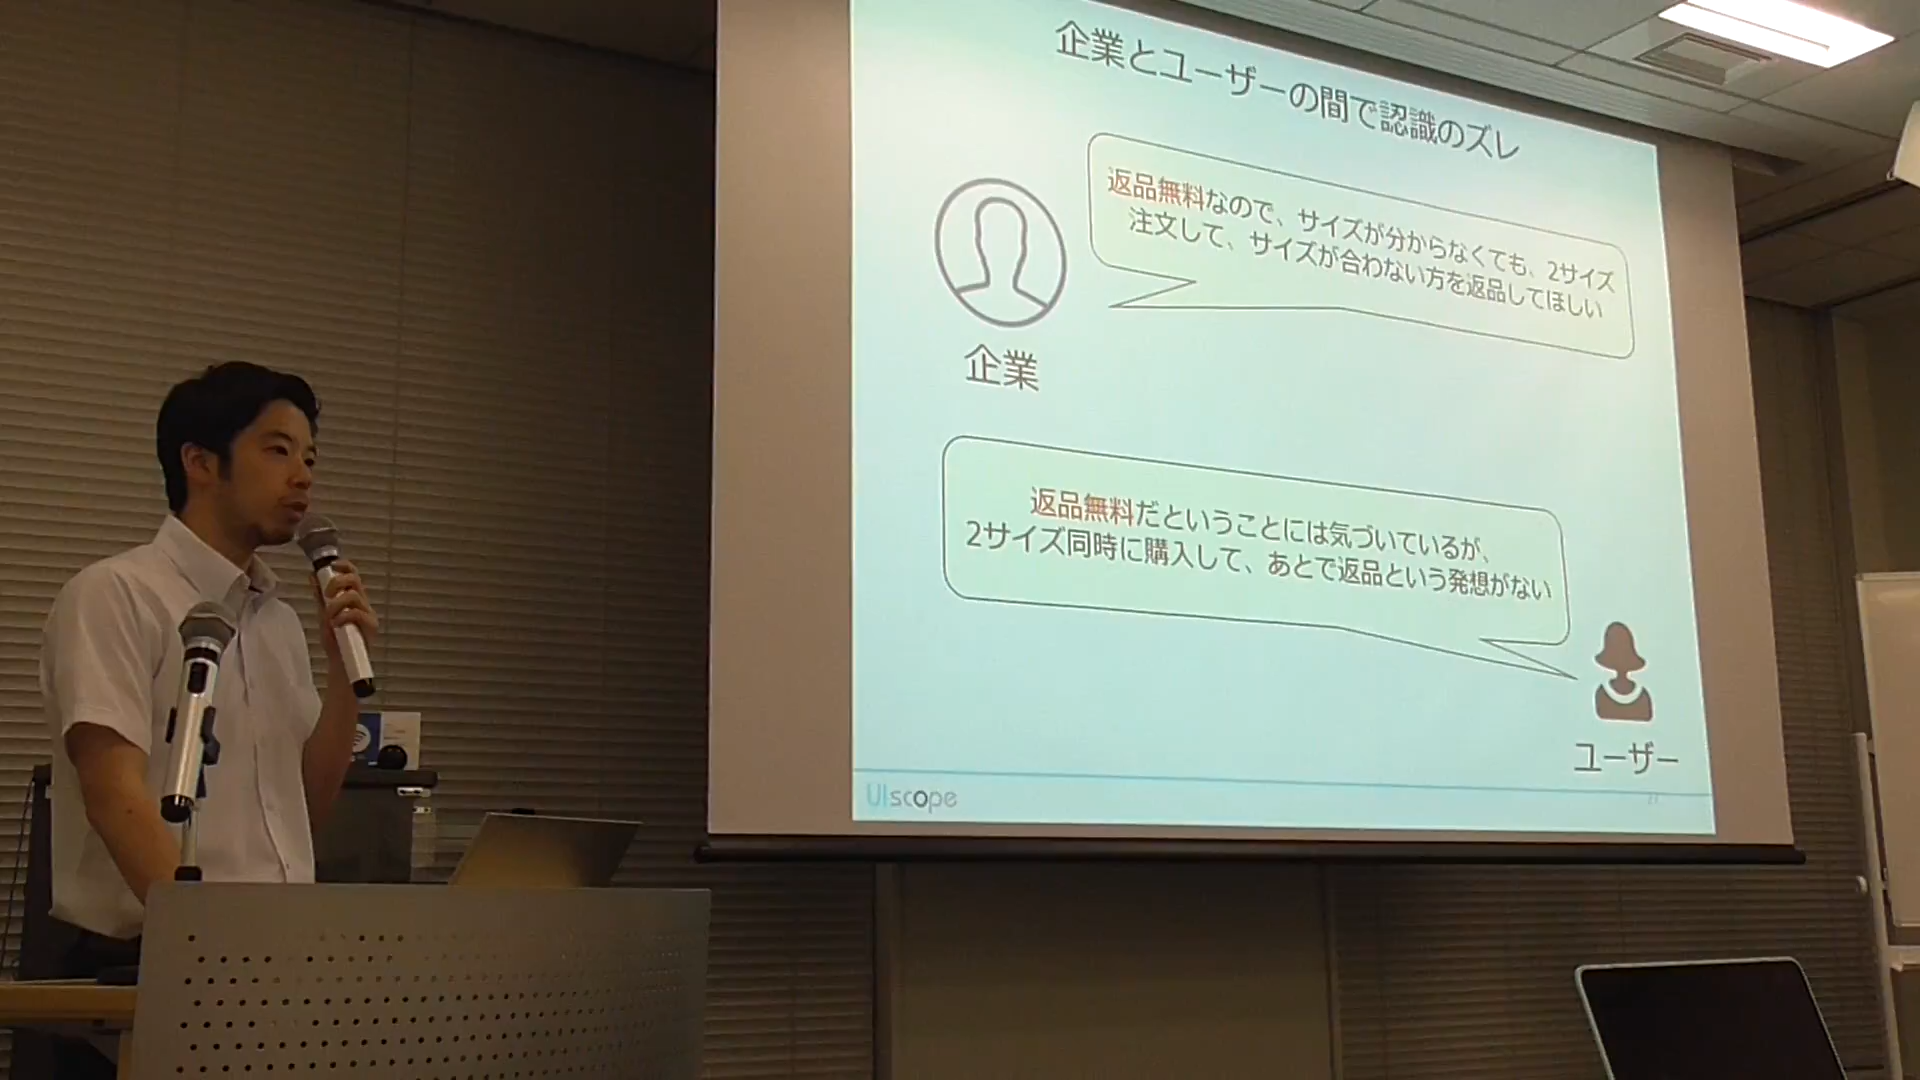 企業とユーザーの間で認識のズレ
返品無料なので、サイズが分からなくても、2サイズ
注文して、サイズが合わない方を返品してほしい
企業
返品無料だということには気づいているが、
2サイズ同時に購入して、あとで返品という発想がない
ユーザー
UIscope